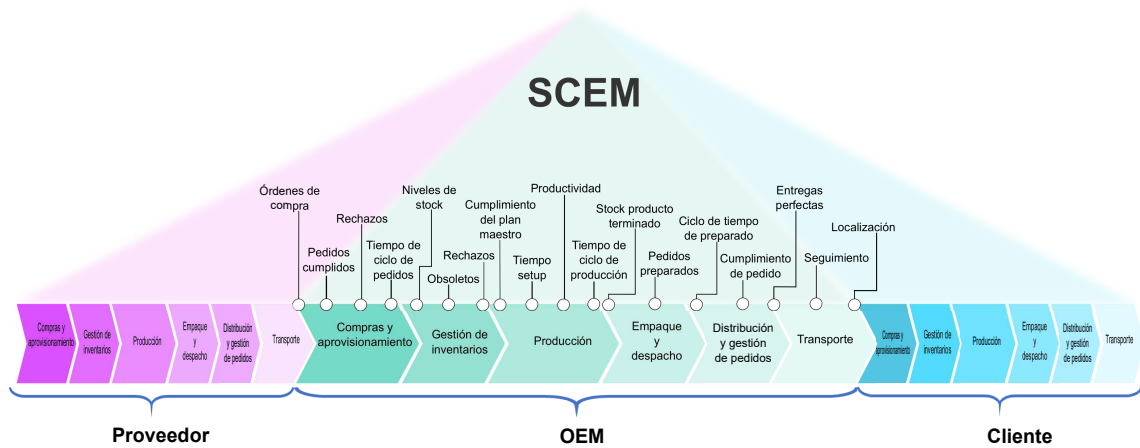 SCEM
Órdenes de
compra
Pedidos
cumplidos
Rechazos
Tiempo de
ciclo de
pedidos
Niveles de
stock
Obsoletos
Rechazos
Cumplimiento
del plan
maestro
Tiempo
setup
Productividad
Tiempo de
ciclo de
producción
Stock producto
terminado
Pedidos
preparados
Ciclo de tiempo
de preparado
Cumplimiento
de pedido
Entregas
perfectas
Seguimiento
Localización
Compras y
aprovisionamiento
Gestión de
inventarios
Producción
Empaque
y
despacho
Distribución
y gestión
de pedidos
Transporte
Compras y
aprovisionamiento
Gestión de
inventarios
Producción
Empaque
y
despacho
Distribución
y gestión
de pedidos
Transporte
Compras y
aprovisionamiento
Gestión de
inventarios
Producción
Empaque
y
despacho
Distribución
y gestión
de pedidos
Transporte
Proveedor
OEM
Cliente